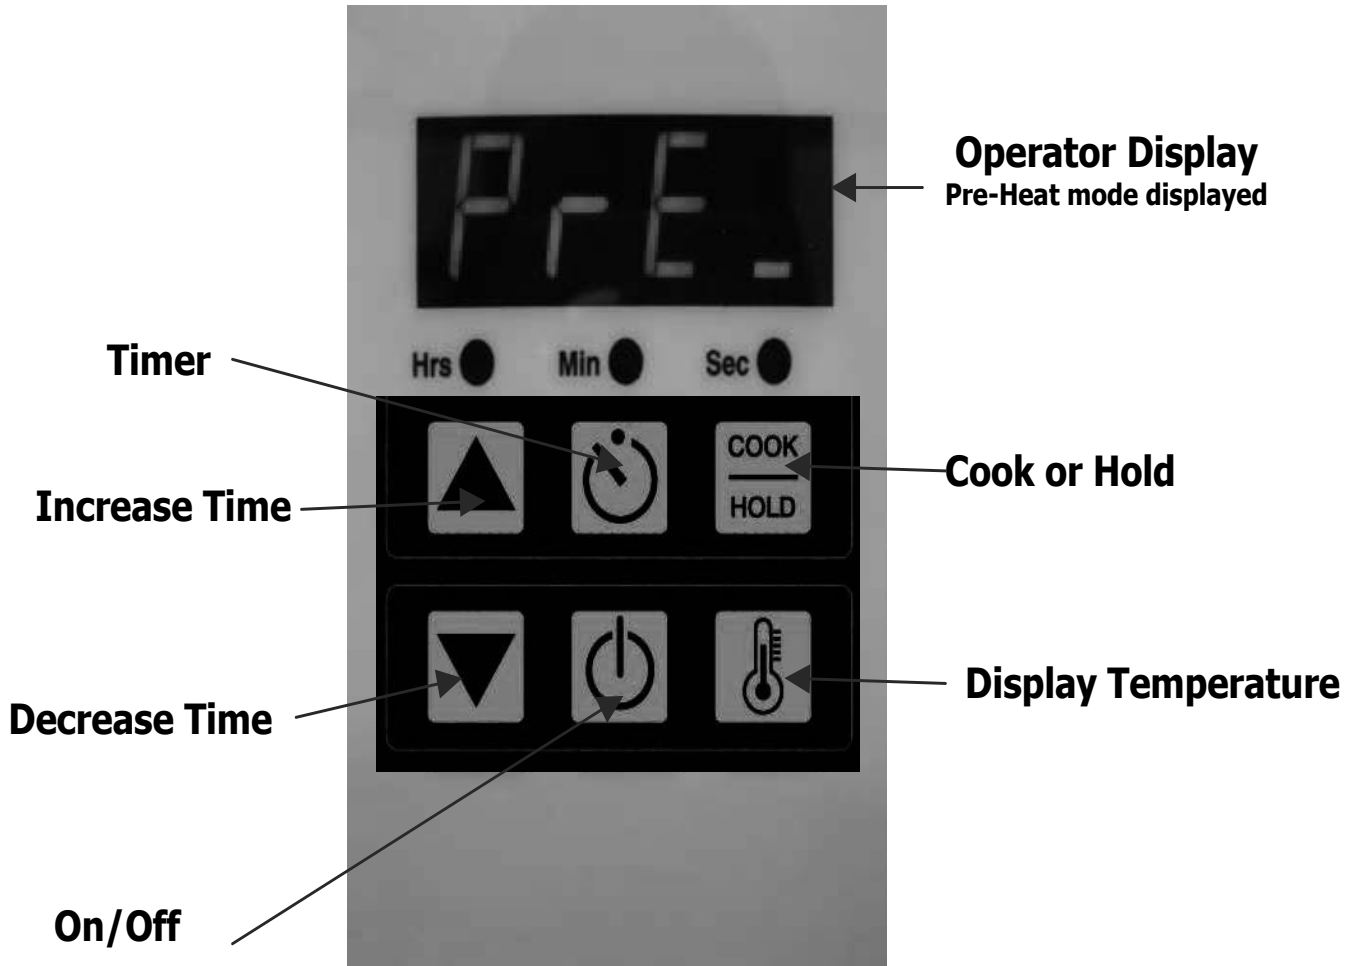 PrE_
Operator Display
Pre-Heat mode displayed
Timer
Hrs Min Sec
COOK
HOLD
Cook or Hold
Increase Time
Display Temperature
Decrease Time
On/Off